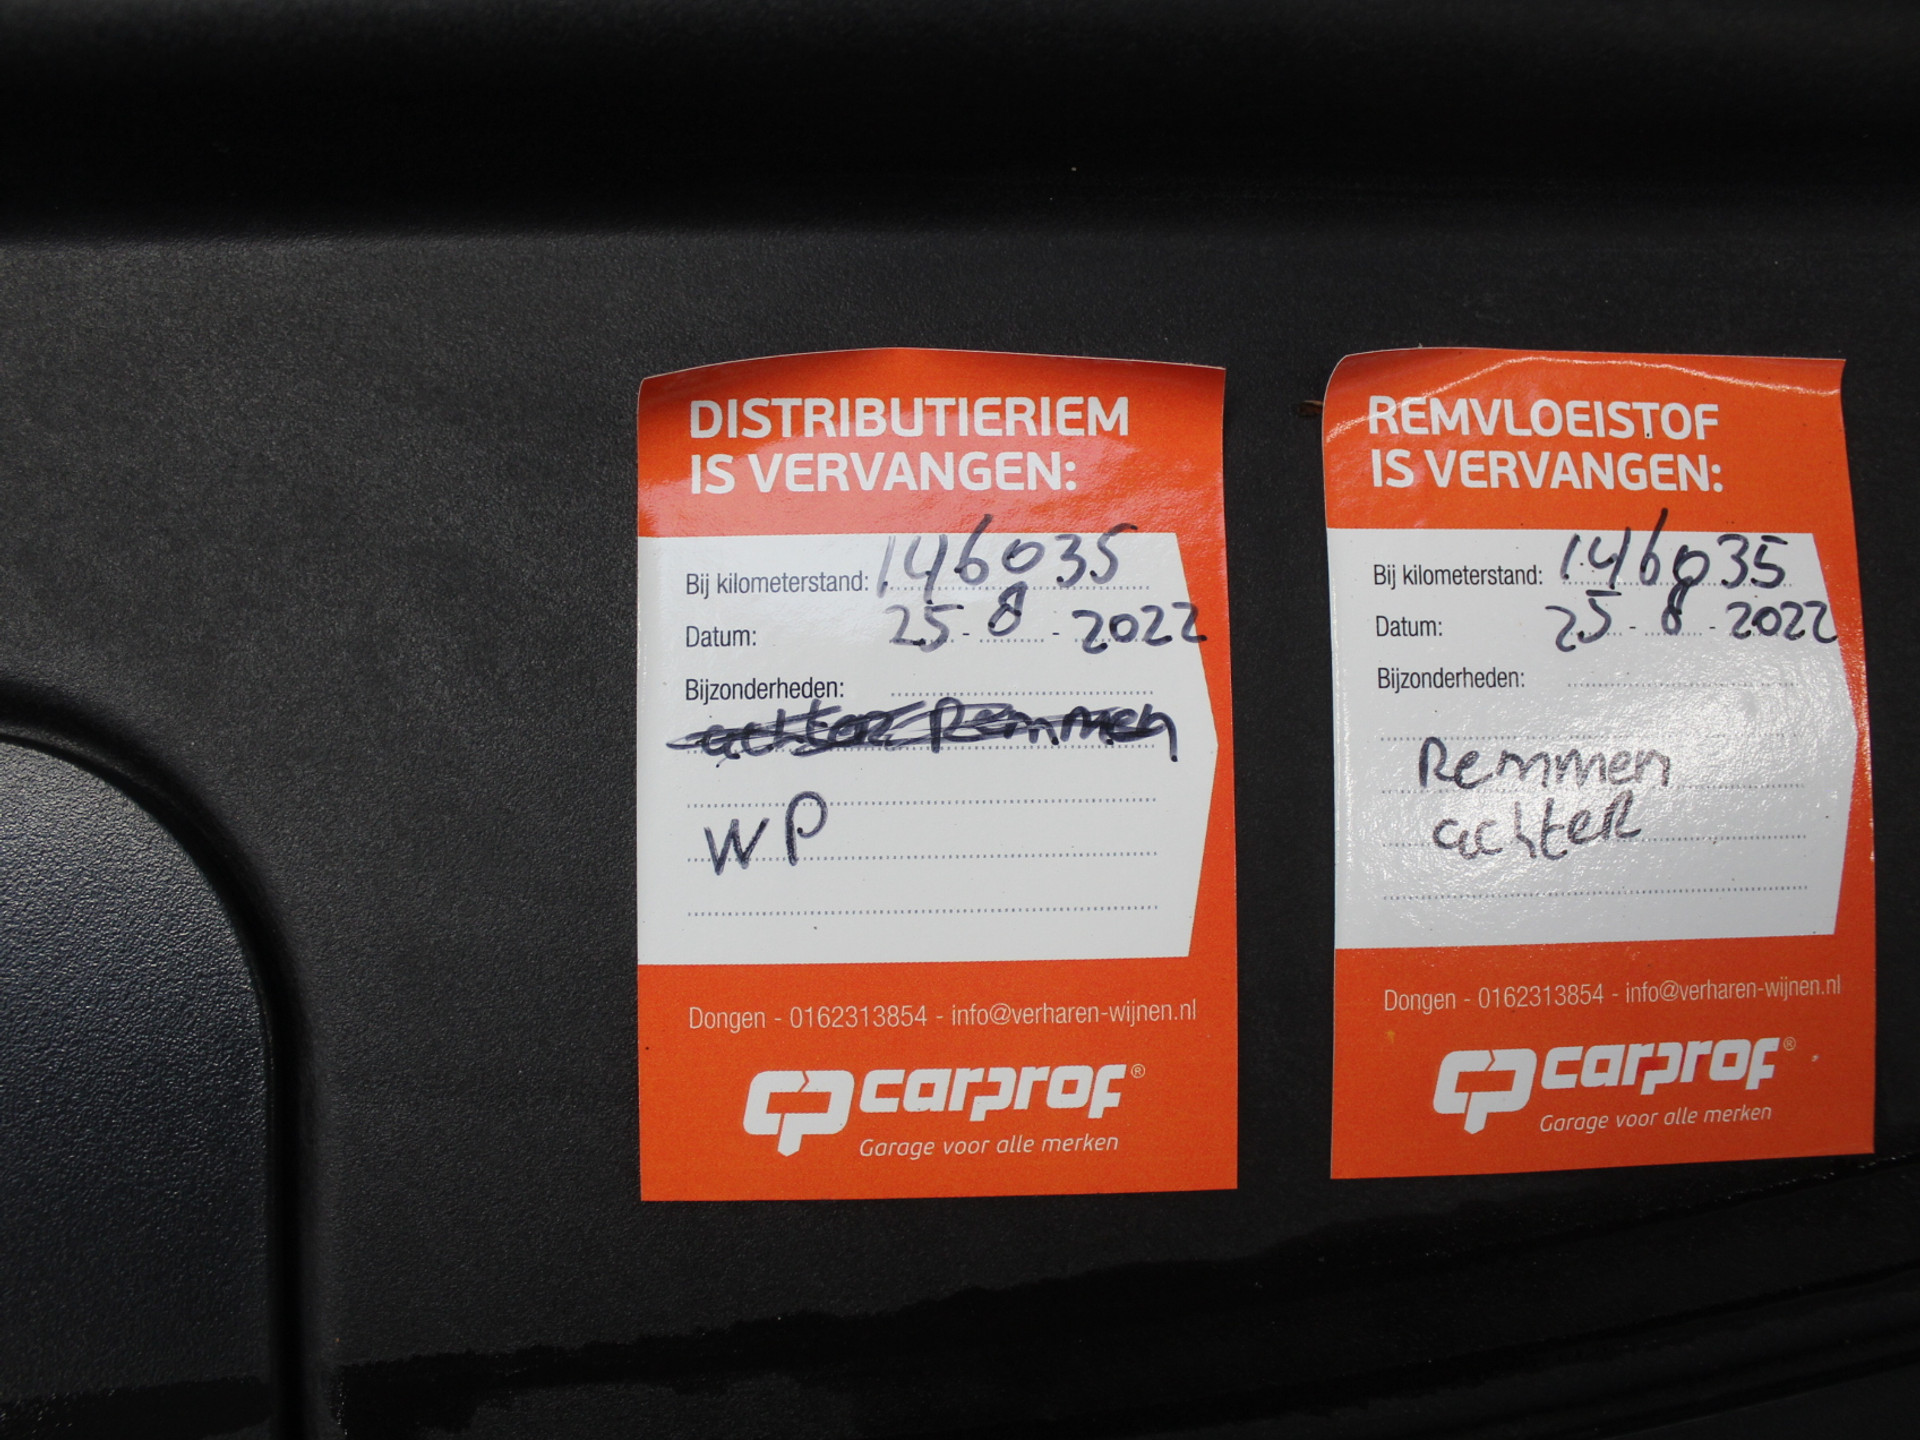 DISTRIBUTIERIEM
IS VERVANGEN:
Bij kilometerstand: 146035
Datum: 25 - 8 - 2022
Bijzonderheden:
achter Remmen
WP
Dongen - 0162313854 - info@verharen-wijnen.nl
CP carprof®
Garage voor alle merken
REMVLOEISTOF
IS VERVANGEN:
Bij kilometerstand: 146035
Datum: 25 - 8 - 2022
Bijzonderheden:
Remmen
achter
Dongen - 0162313854 - info@verharen-wijnen.nl
CP carprof®
Garage voor alle merken